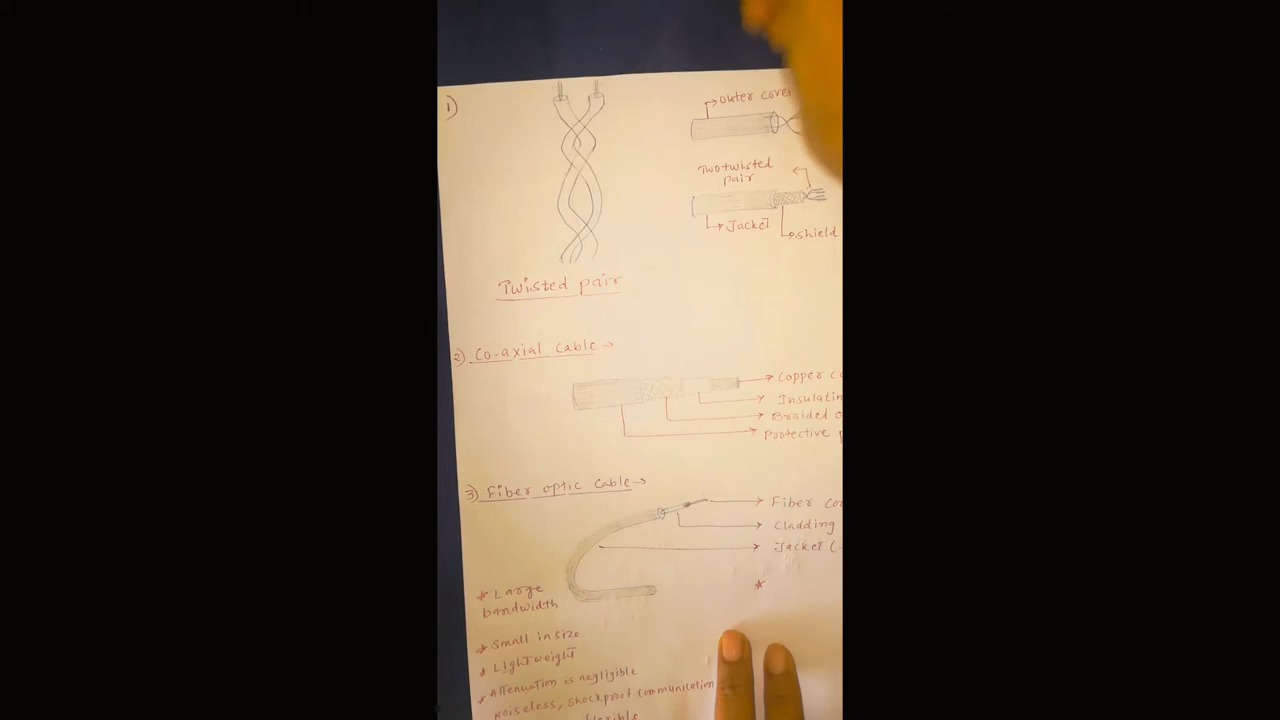 1)
outer cover
Two twisted
pair
Jacket
shield
Twisted pair
2) Co-axial cable →
Copper
Braided
Protective
3) Fiber optic cable →
Fiber
Cladding
Jacket (
*
* Large
bandwidth
* Small in size
* Light weight
* Attenuation is negligible
Noiseless, shockproof communication
flexible